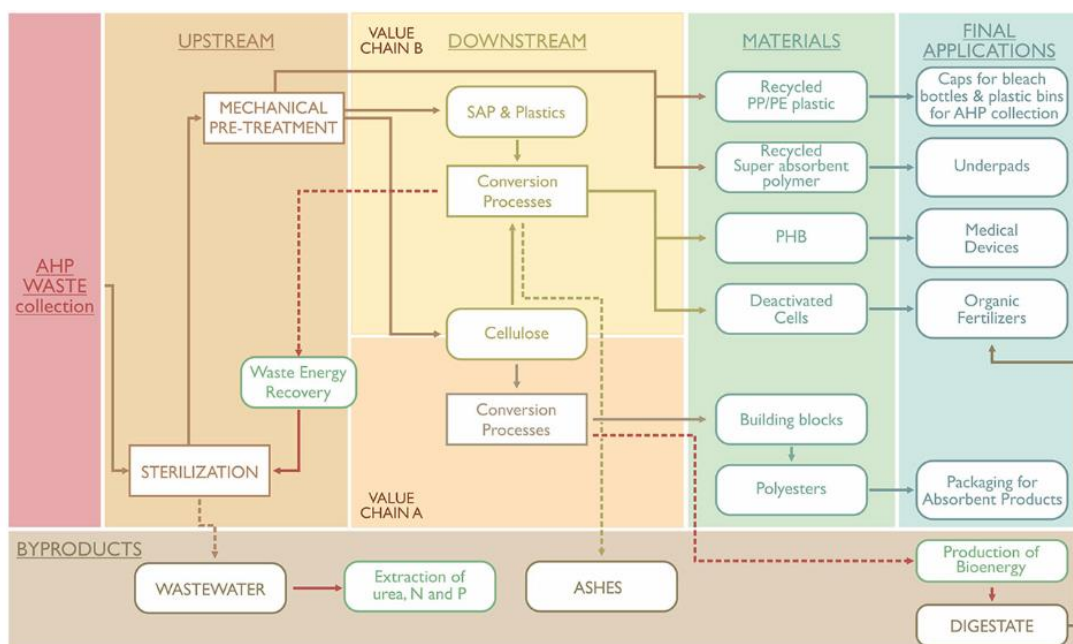 UPSTREAM
VALUE
CHAIN B
DOWNSTREAM
MATERIALS
FINAL
APPLICATIONS
AHP
WASTE
collection
MECHANICAL
PRE-TREATMENT
STERILIZATION
Waste Energy
Recovery
SAP & Plastics
Conversion
Processes
Cellulose
Conversion
Processes
VALUE
CHAIN A
Recycled
PP/PE plastic
Recycled
Super absorbent
polymer
PHB
Deactivated
Cells
Building blocks
Polyesters
Caps for bleach
bottles & plastic bins
for AHP collection
Underpads
Medical
Devices
Organic
Fertilizers
Packaging for
Absorbent Products
BYPRODUCTS
WASTEWATER
Extraction of
urea, N and P
ASHES
Production of
Bioenergy
DIGESTATE